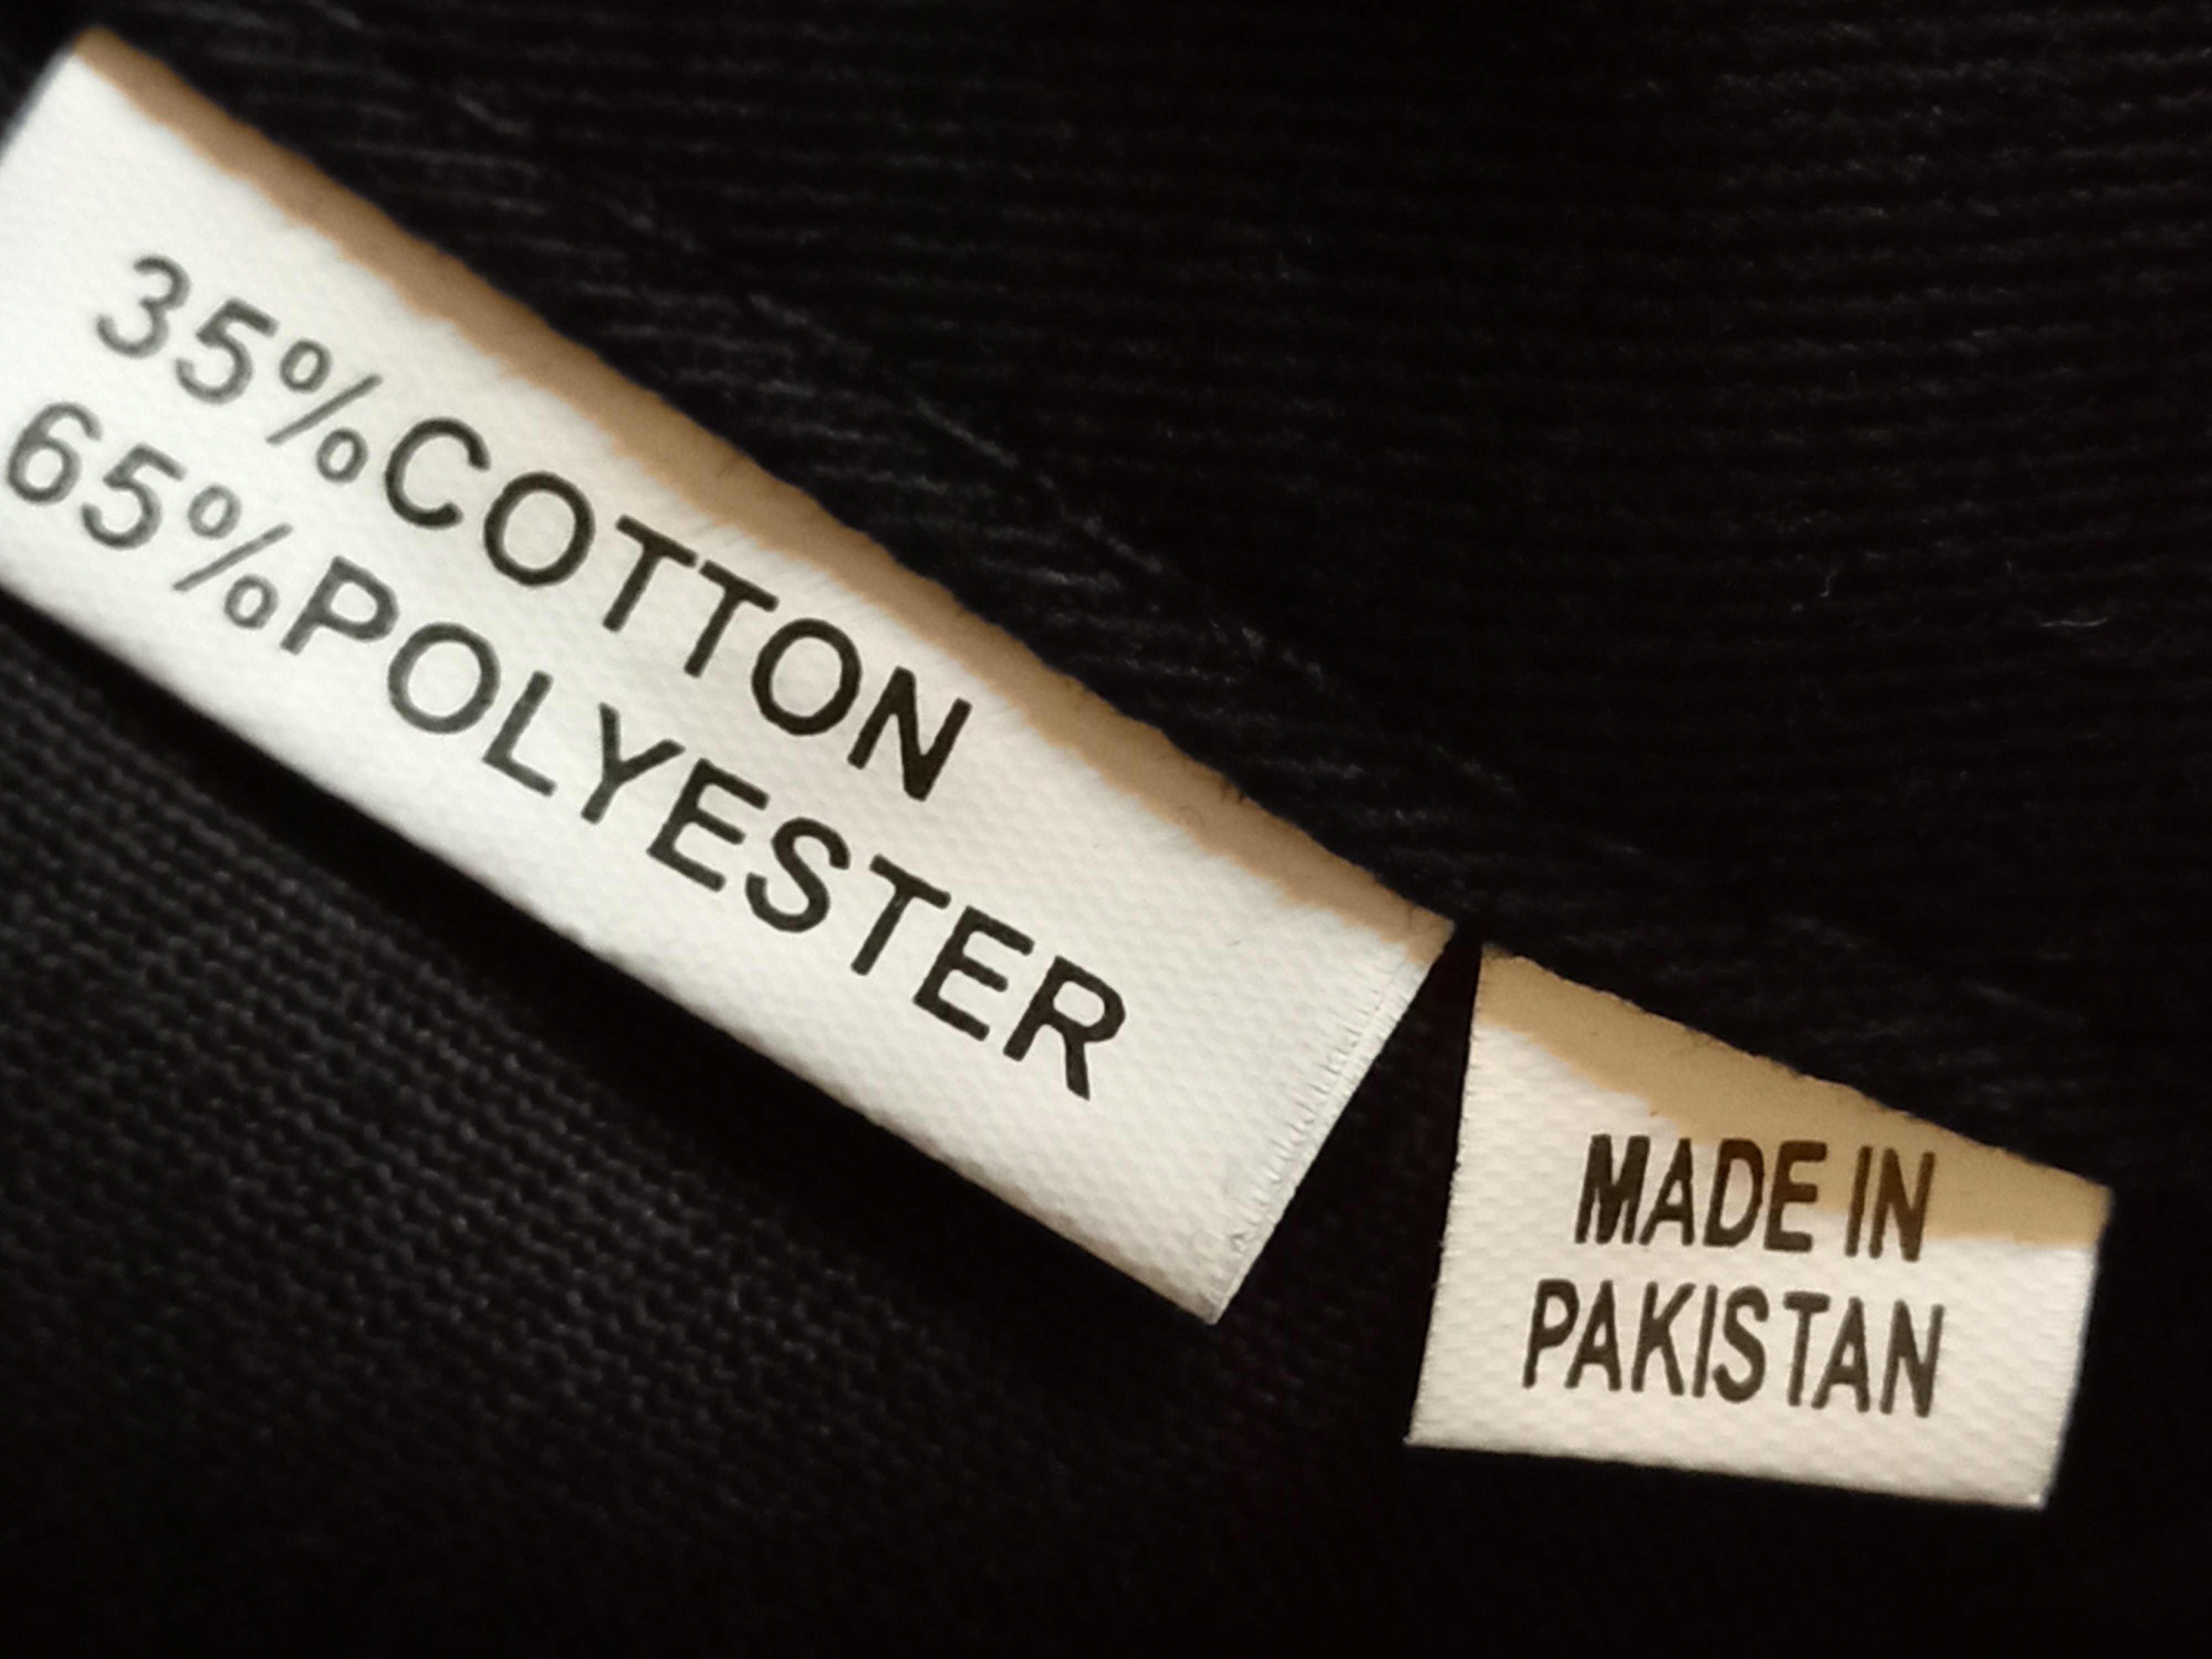 35%COTTON
65%POLYESTER
MADE IN
PAKISTAN